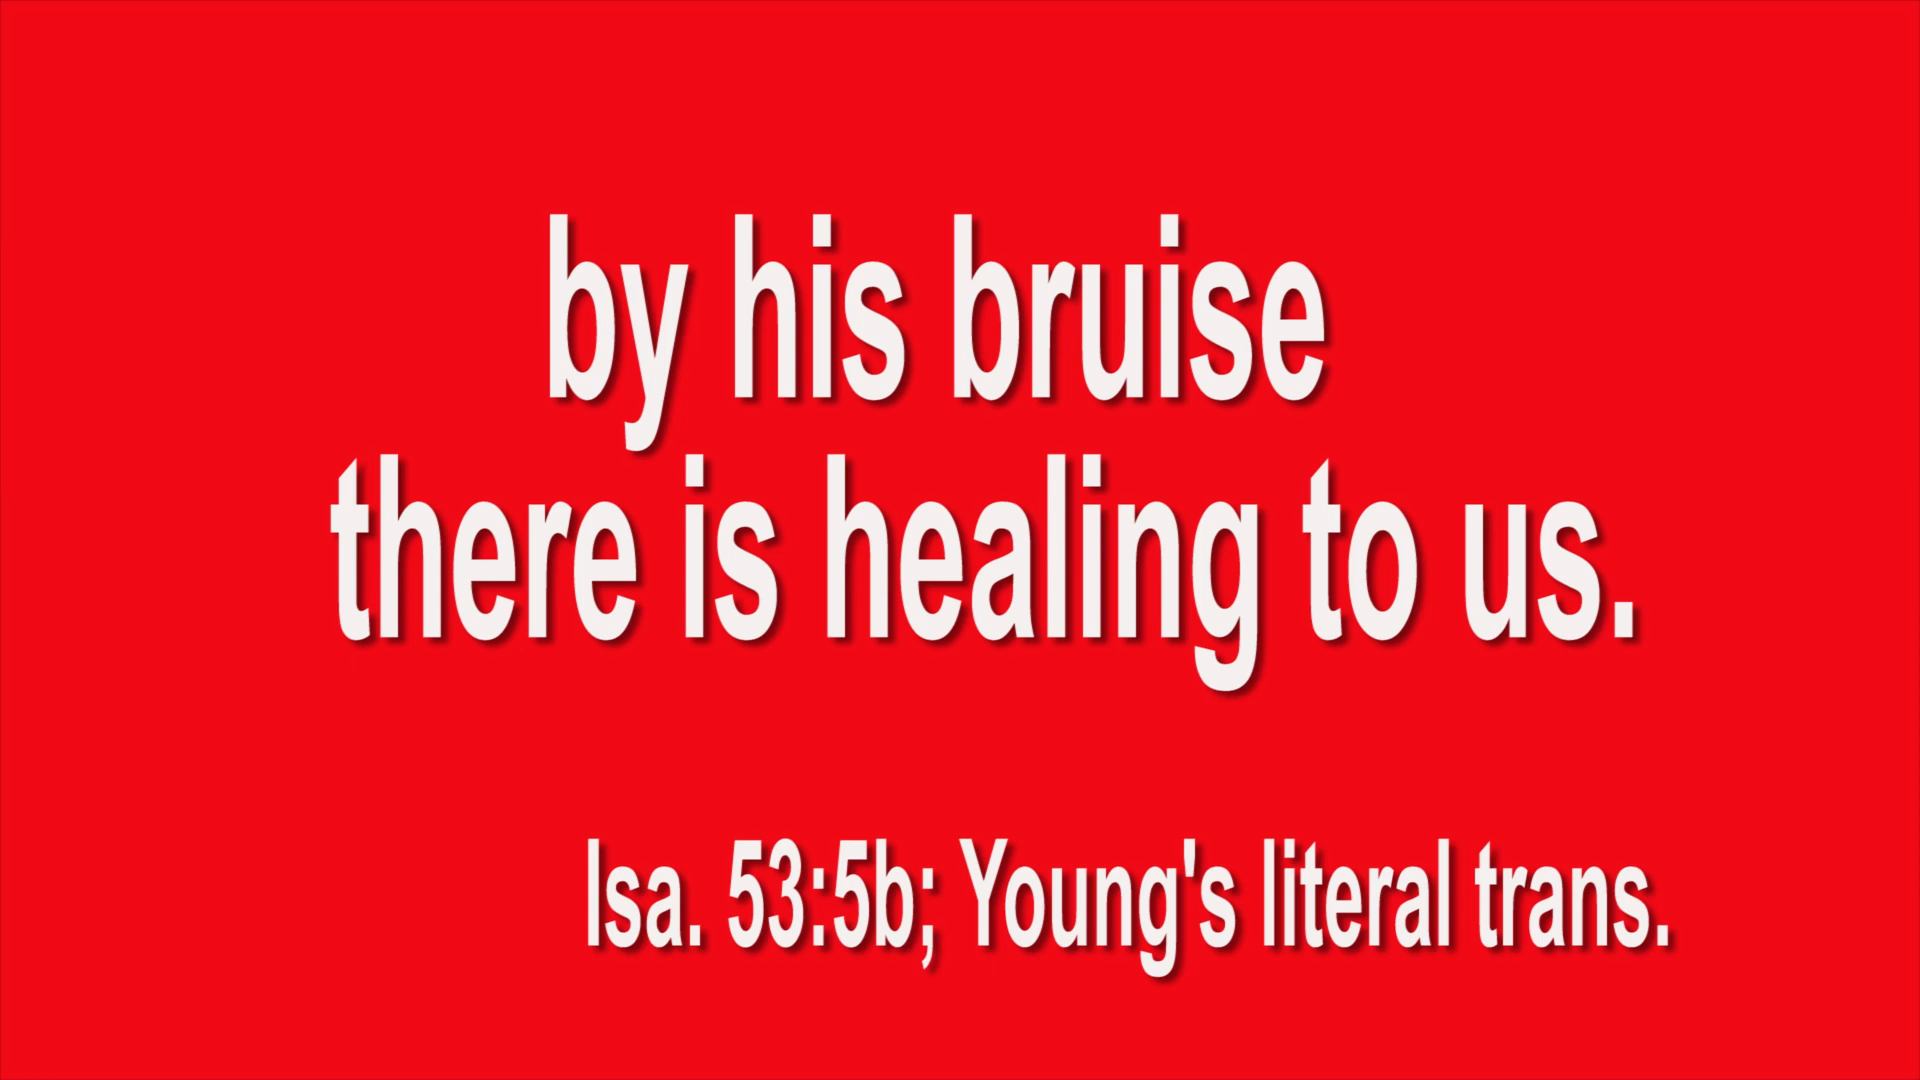 by his bruise
there is healing to us.
Isa. 53:5b; Young's literal trans.